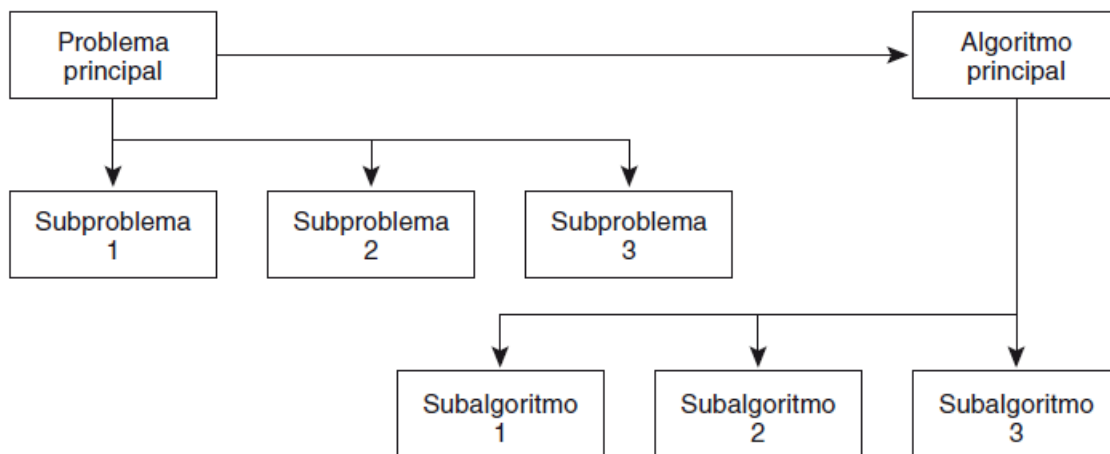 Problema
principal
Algoritmo
principal
Subproblema
1
Subproblema
2
Subproblema
3
Subalgoritmo
1
Subalgoritmo
2
Subalgoritmo
3